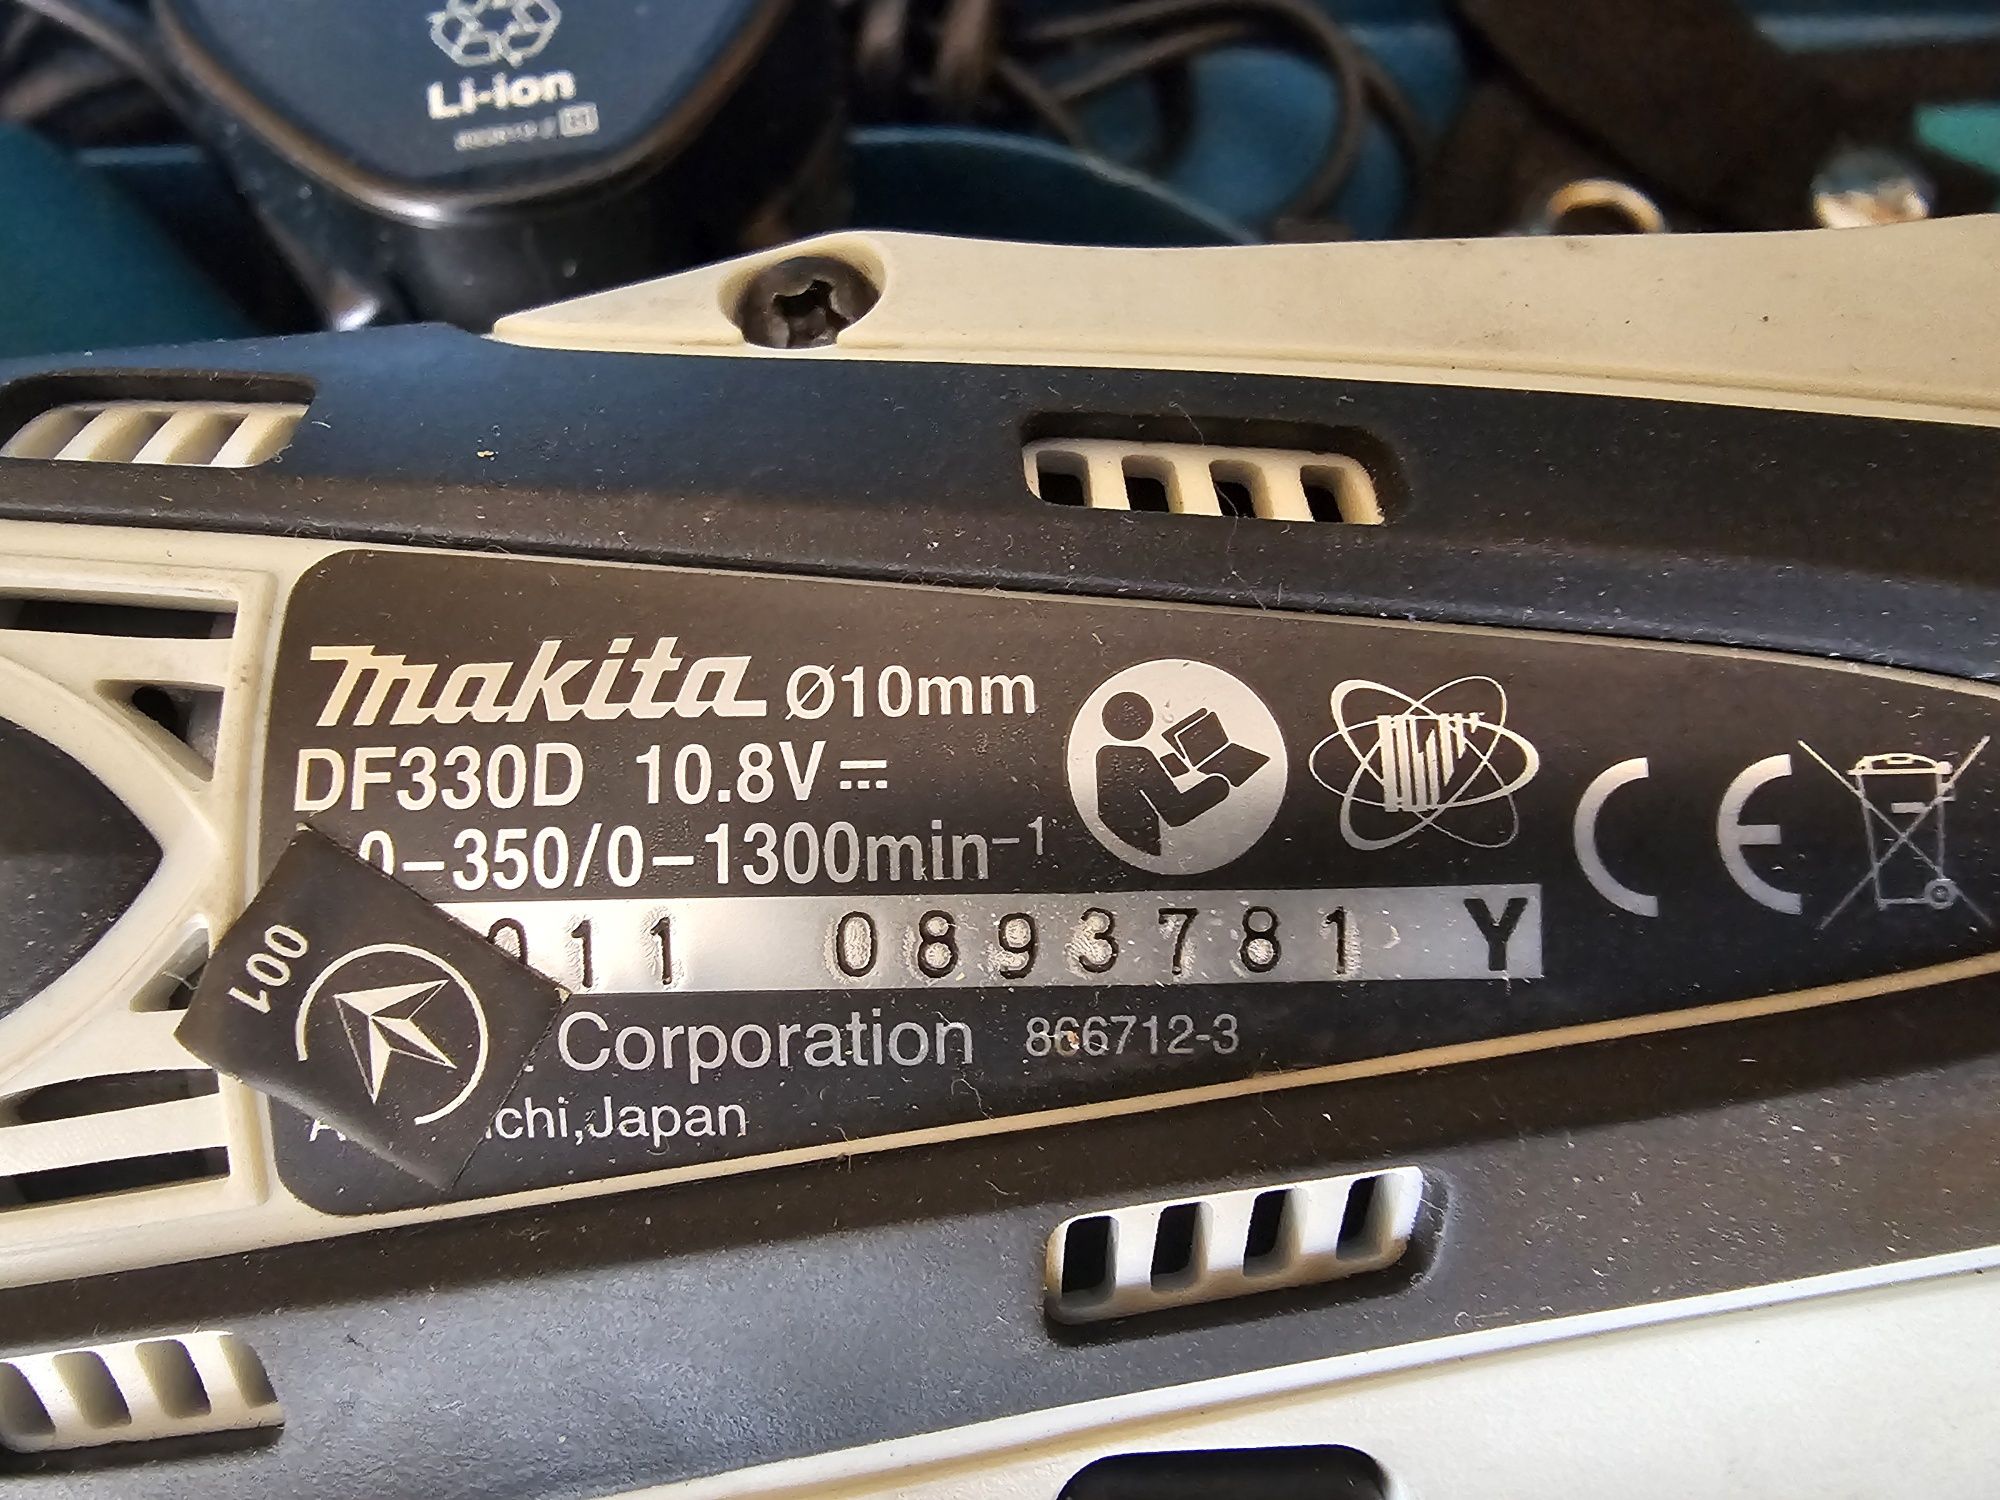 Li-ion
makita Ø10mm
DF330D 10.8V
0-350/0-1300min⁻¹
011 0893781 Y
001
Corporation 866712-3
Japan
CE